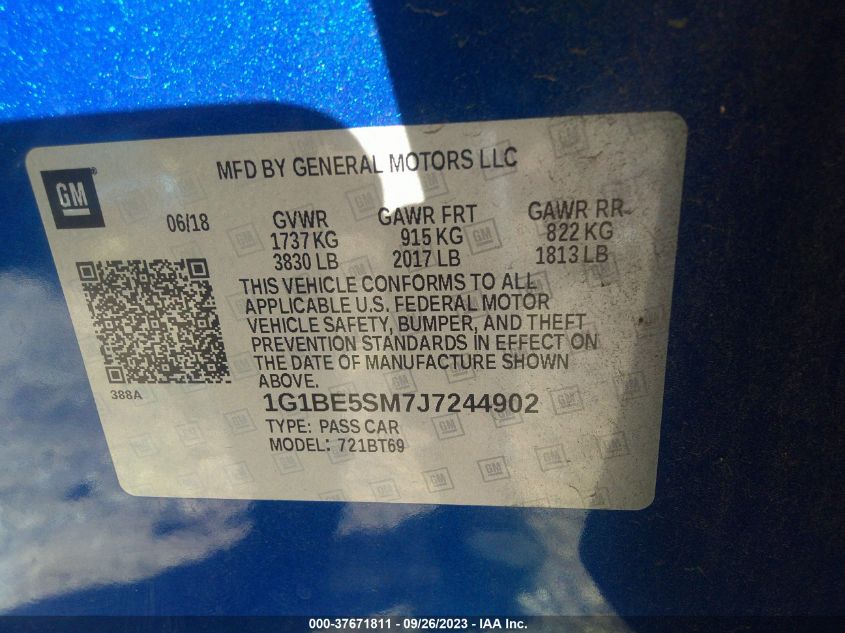 GM
MFD BY GENERAL MOTORS LLC
06/18
GVWR GAWR FRT GAWR RR
1737 KG 915 KG 822 KG
3830 LB 2017 LB 1813 LB
THIS VEHICLE CONFORMS TO ALL
APPLICABLE U.S. FEDERAL MOTOR
VEHICLE SAFETY, BUMPER, AND THEFT
PREVENTION STANDARDS IN EFFECT ON
THE DATE OF MANUFACTURE SHOWN
ABOVE.
388A
1G1BE5SM7J7244902
TYPE: PASS CAR
MODEL: 721BT69
000-37671811 - 09/26/2023 - IAA Inc.